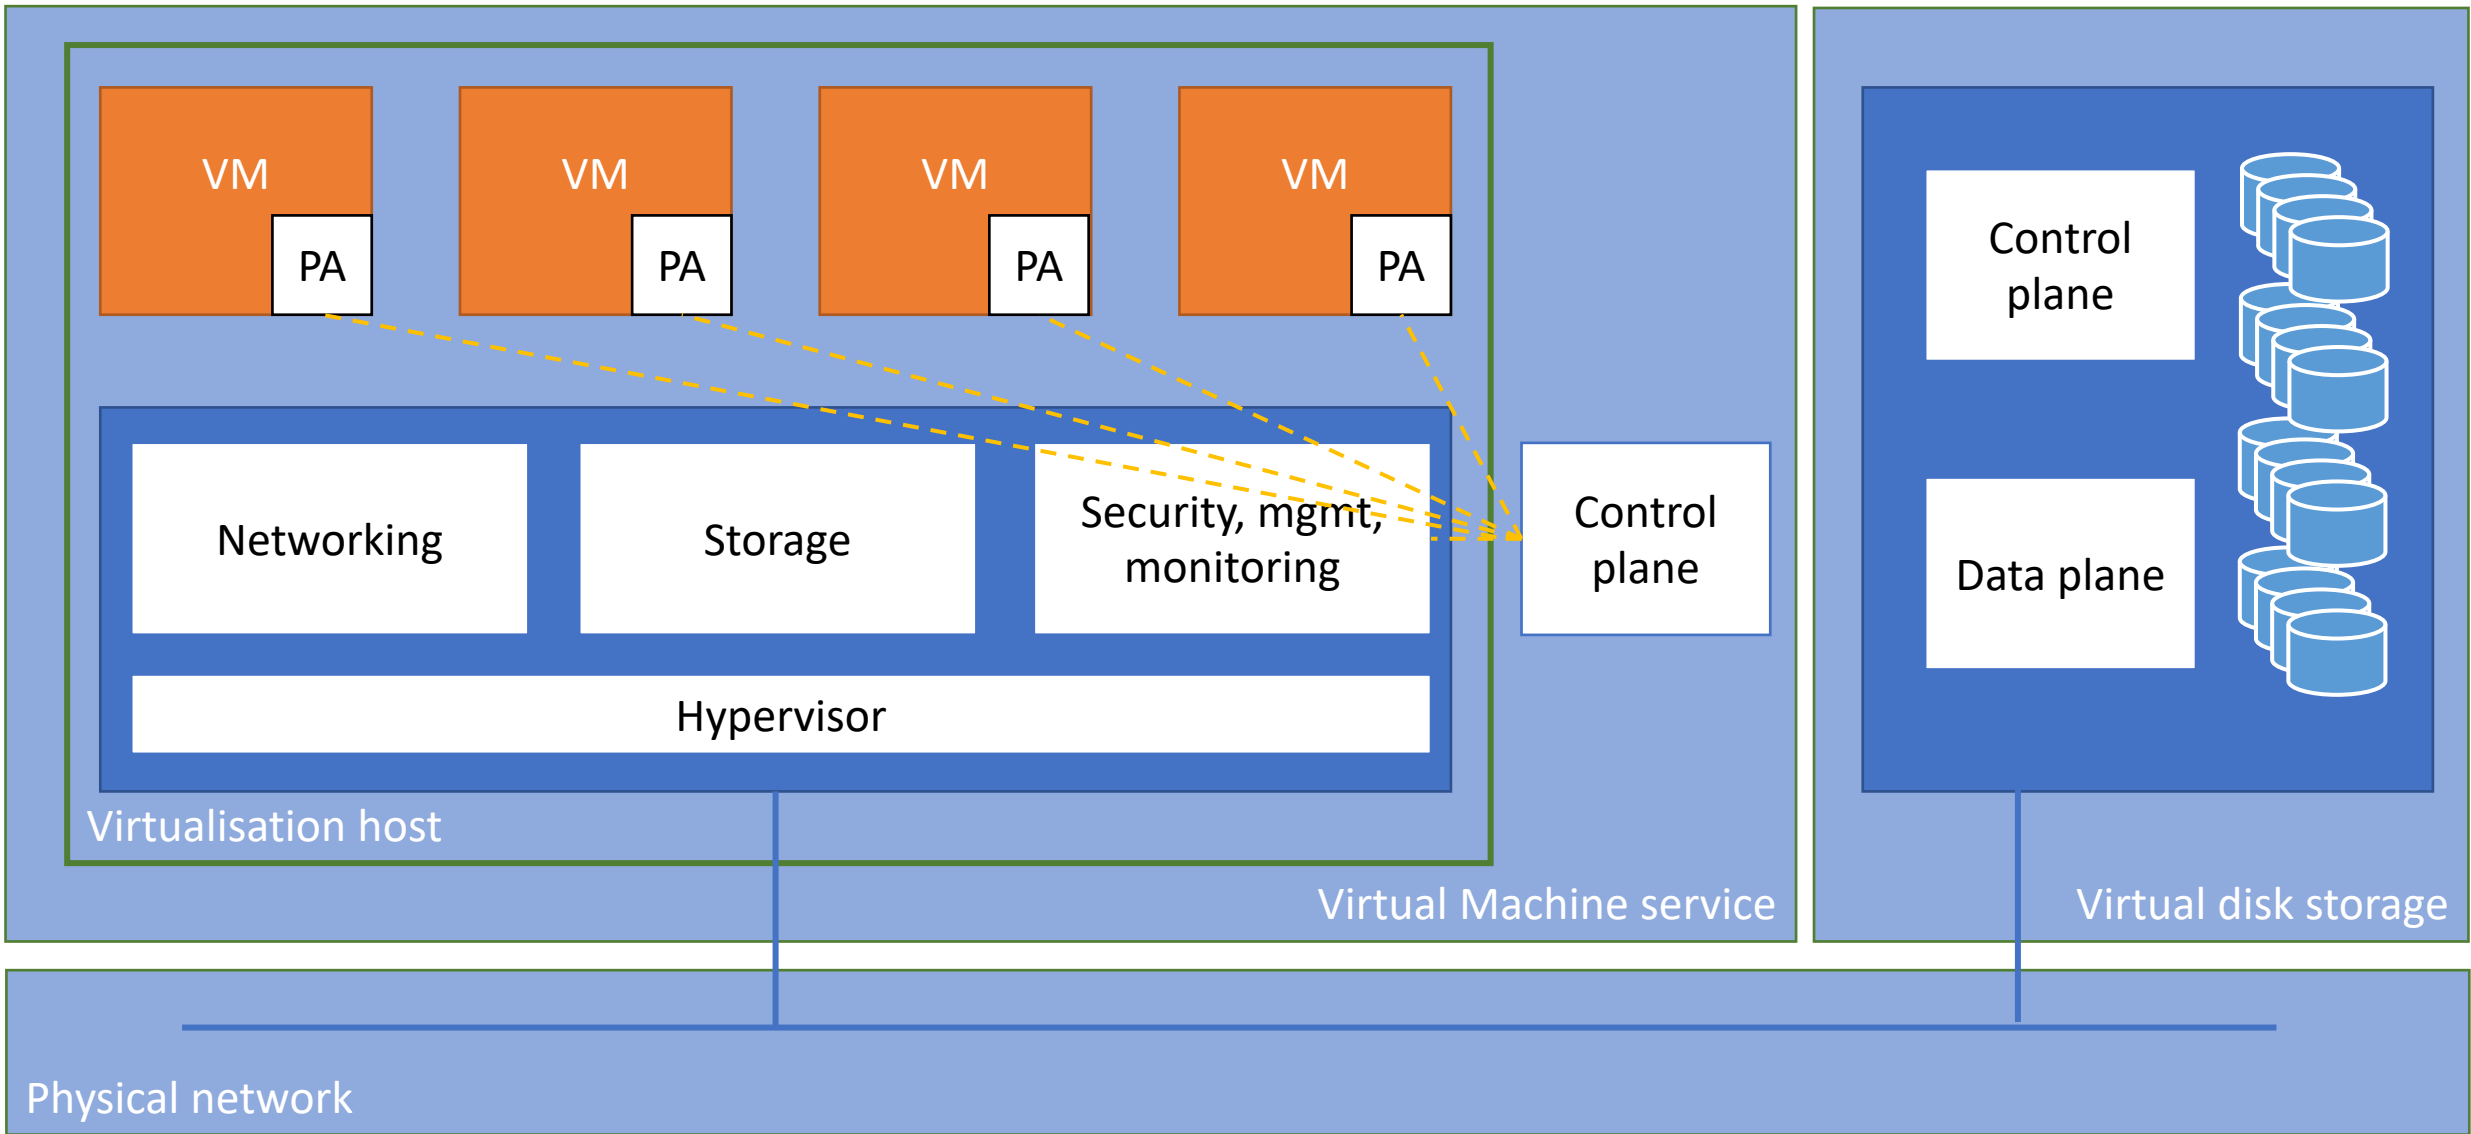 VM
VM
VM
VM
PA
PA
PA
PA
Networking
Storage
Security, mgmt,
monitoring
Hypervisor
Virtualisation host
Control
plane
Virtual Machine service
Control
plane
Data plane
Virtual disk storage
Physical network